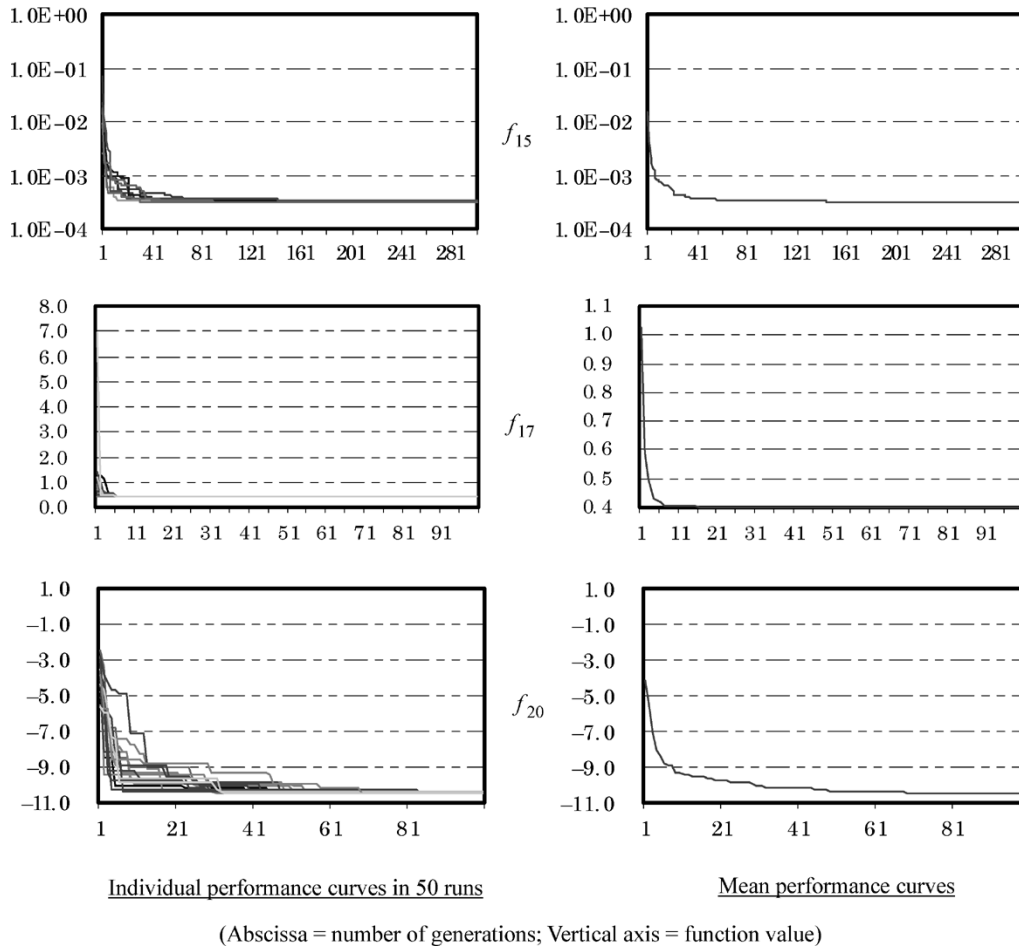 1.0E+00
1.0E−01
1.0E−02
1.0E−03
1.0E−04
1 41 81 121 161 201 241 281
f15
1.0E+00
1.0E−01
1.0E−02
1.0E−03
1.0E−04
1 41 81 121 161 201 241 281
8.0
7.0
6.0
5.0
4.0
3.0
2.0
1.0
0.0
1 11 21 31 41 51 61 71 81 91
f17
1.1
1.0
0.9
0.8
0.7
0.6
0.5
0.4
1 11 21 31 41 51 61 71 81 91
1.0
−1.0
−3.0
−5.0
−7.0
−9.0
−11.0
1 21 41 61 81
f20
1.0
−1.0
−3.0
−5.0
−7.0
−9.0
−11.0
1 21 41 61 81
Individual performance curves in 50 runs
Mean performance curves
(Abscissa = number of generations; Vertical axis = function value)